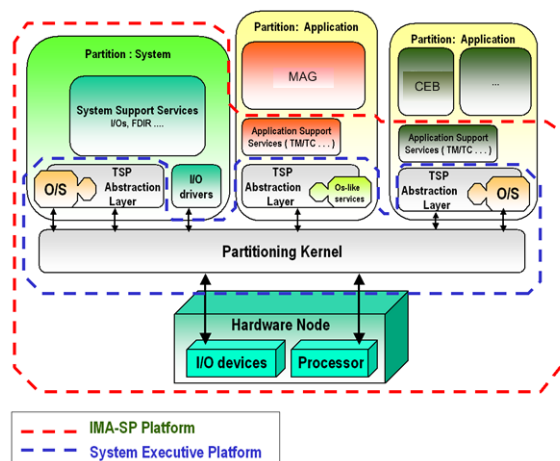 Partition : System
System Support Services
I/Os, FDIR ....
O/S
TSP
Abstraction
Layer
I/O
drivers
Partition: Application
MAG
Application Support
Services ( TM/TC . . . )
TSP
Abstraction
Layer
Os-like
services
Partition: Application
CEB
...
Application Support
Services ( TM/TC . . . )
TSP
Abstraction
Layer
O/S
Partitioning Kernel
Hardware Node
I/O devices
Processor
IMA-SP Platform
System Executive Platform